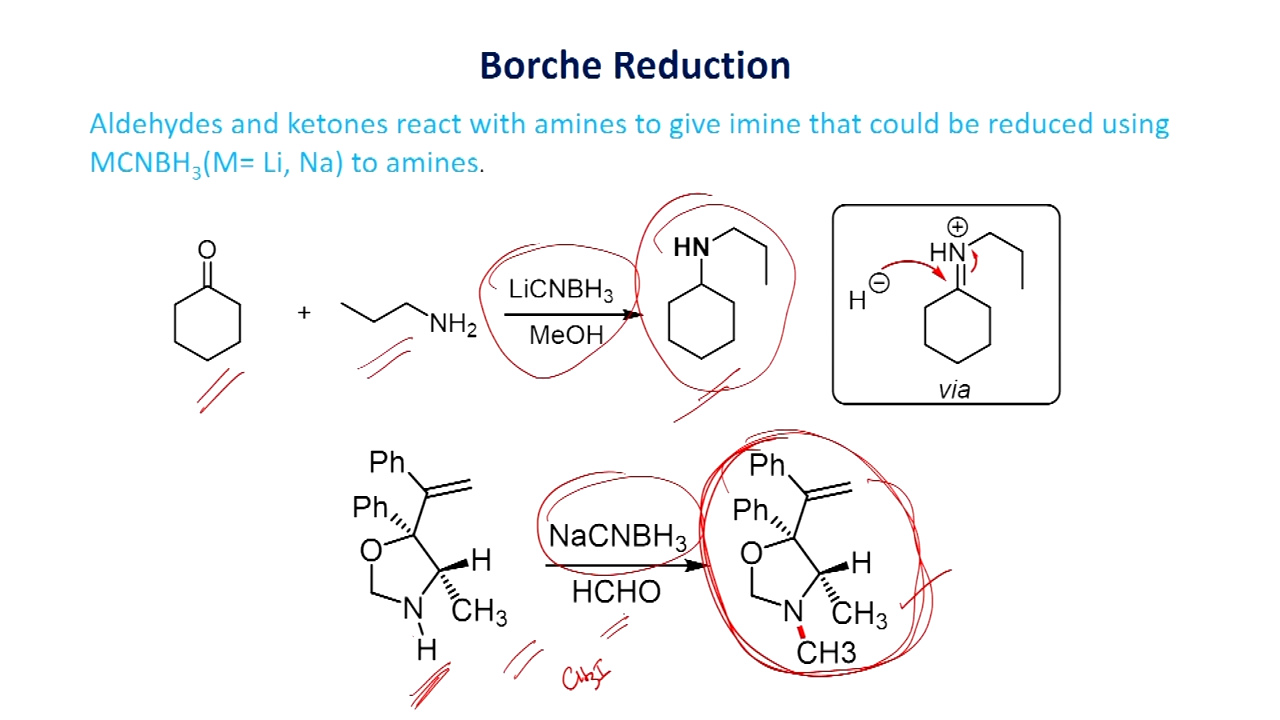 Borche Reduction
Aldehydes and ketones react with amines to give imine that could be reduced using
MCNBH₃(M= Li, Na) to amines.
O
+
NH₂
LiCNBH₃
MeOH
HN
H⊖
⊕
HN
via
Ph
Ph
O
H
CH₃
N
H
NaCNBH₃
HCHO
CH₃I
Ph
Ph
O
H
CH₃
N
CH3